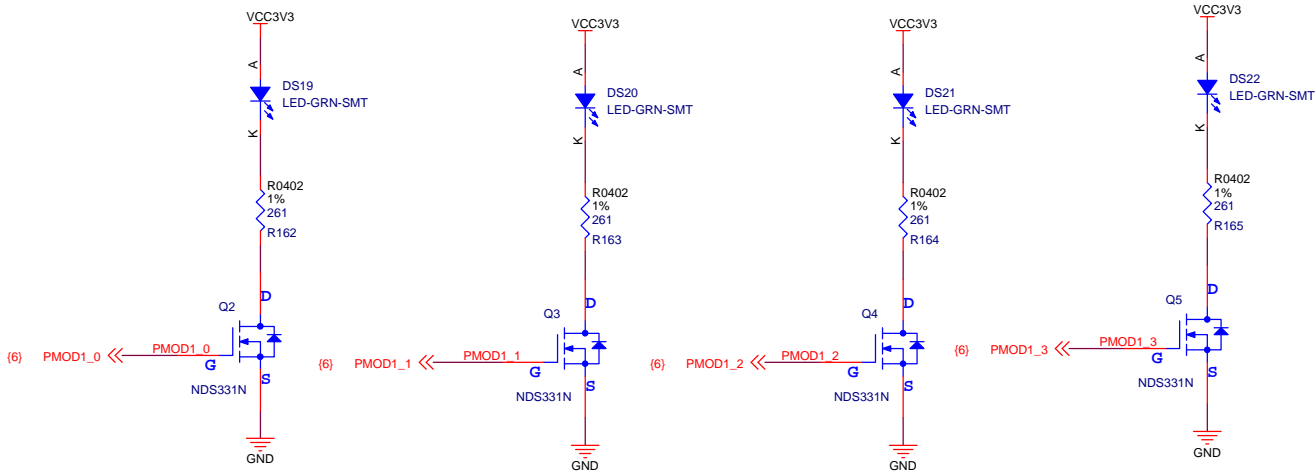 VCC3V3
A
DS19
LED-GRN-SMT
K
R0402
1%
261
R162
D
Q2
{6} PMOD1_0 PMOD1_0
G
S
NDS331N
GND
VCC3V3
A
DS20
LED-GRN-SMT
K
R0402
1%
261
R163
D
Q3
{6} PMOD1_1 PMOD1_1
G
S
NDS331N
GND
VCC3V3
A
DS21
LED-GRN-SMT
K
R0402
1%
261
R164
D
Q4
{6} PMOD1_2 PMOD1_2
G
S
NDS331N
GND
VCC3V3
A
DS22
LED-GRN-SMT
K
R0402
1%
261
R165
D
Q5
{6} PMOD1_3 PMOD1_3
G
S
NDS331N
GND